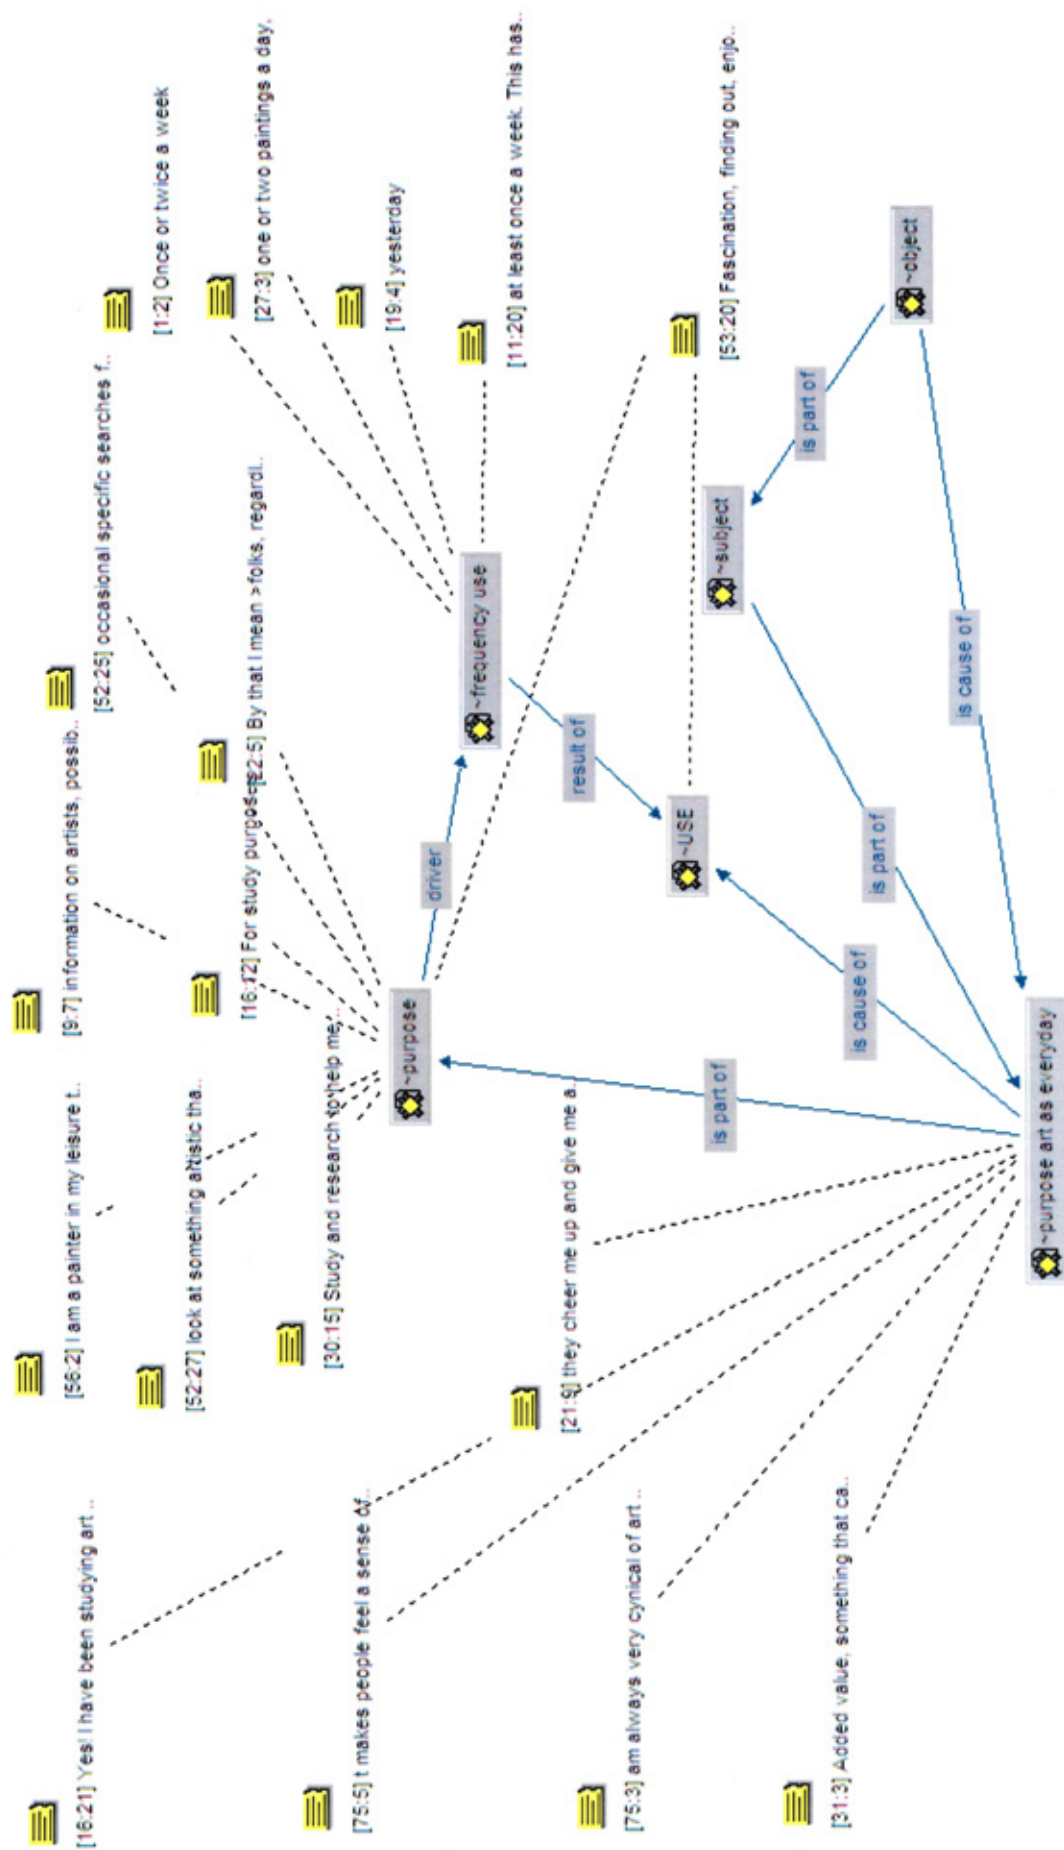 [16:21] Yes! I have been studying art ..
[56:2] I am a painter in my leisure t..
[9:7] information on artists, possib..
[52:25] occasional specific searches f..
[1:2] Once or twice a week
[52:27] look at something artistic tha..
[16:12] For study purposes
[22:5] By that I mean >folks, regardi..
[27:3] one or two paintings a day,
[30:15] Study and research to help me,..
[19:4] yesterday
[75:5] t makes people feel a sense of..
~purpose
driver
~frequency use
[11:20] at least once a week. This has..
[21:9] they cheer me up and give me a..
result of
[75:3] am always very cynical of art ..
is part of
~USE
~subject
[53:20] Fascination, finding out, enjo..
is part of
[31:3] Added value, something that ca..
is cause of
is part of
~object
is cause of
~purpose art as everyday